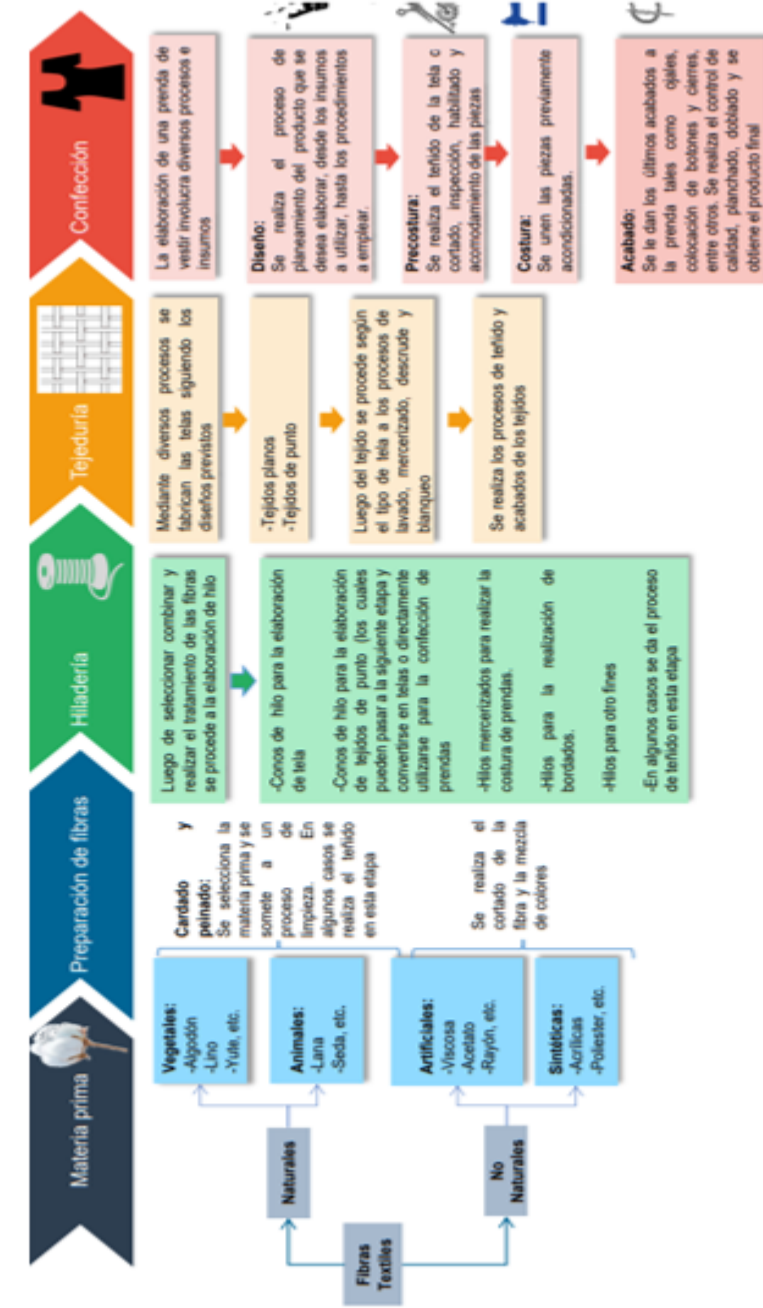 Materia prima
Preparación de fibras
Hiladería
Tejeduría
Confección
Fibras
Textiles
Naturales
No
Naturales
Vegetales:
-Algodón
-Lino
-Yute, etc.
Animales:
-Lana
-Seda, etc.
Artificiales:
-Viscosa
-Acetato
-Rayón, etc.
Sintéticas:
-Acrílicas
-Poliester, etc.
Cardado y
peinado:
Se selecciona la
materia prima y se
somete a un
proceso de
limpieza. En
algunos casos se
realiza el teñido
en esta etapa
Se realiza el
cortado de la
fibra y la mezcla
de colores
Luego de seleccionar combinar y
realizar el tratamiento de las fibras
se procede a la elaboración de hilo
-Conos de hilo para la elaboración
de tela
-Conos de hilo para la elaboración
de tejidos de punto (los cuales
pueden pasar a la siguiente etapa y
convertirse en telas o directamente
utilizarse para la confección de
prendas
-Hilos mercerizados para realizar la
costura de prendas.
-Hilos para la realización de
bordados.
-Hilos para otro fines
-En algunos casos se da el proceso
de teñido en esta etapa
Mediante diversos procesos se
fabrican las telas siguiendo los
diseños previstos
-Tejidos planos
-Tejidos de punto
Luego del tejido se procede según
el tipo de tela a los procesos de
lavado, mercerizado, descrude y
blanqueo
Se realiza los procesos de teñido y
acabados de los tejidos
La elaboración de una prenda de
vestir involucra diversos procesos e
insumos
Diseño:
Se realiza el proceso de
planeamiento del producto que se
desea elaborar, desde los insumos
a utilizar, hasta los procedimientos
a emplear.
Precostura:
Se realiza el teñido de la tela c
cortado, inspección, habilitado y
acomodamiento de las piezas
Costura:
Se unen las piezas previamente
acondicionadas.
Acabado:
Se le dan los últimos acabados a
la prenda tales como ojales,
colocación de botones y cierres,
entre otros. Se realiza el control de
calidad, planchado, doblado y se
obtiene el producto final